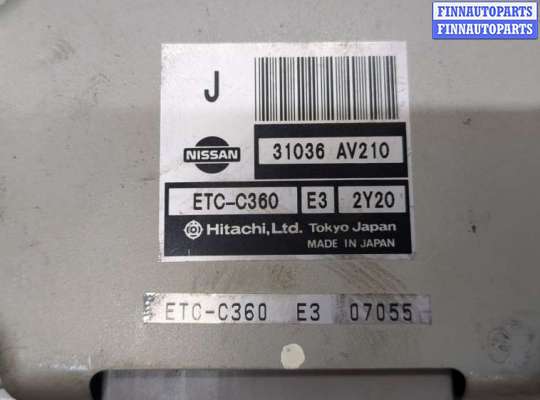 FINNAUTOPARTS
FINNAUTOPARTS
J
NISSAN
31036 AV210
ETC-C360 E3 2Y20
Hitachi,Ltd. Tokyo Japan
MADE IN JAPAN
ETC-C360 E3 07055